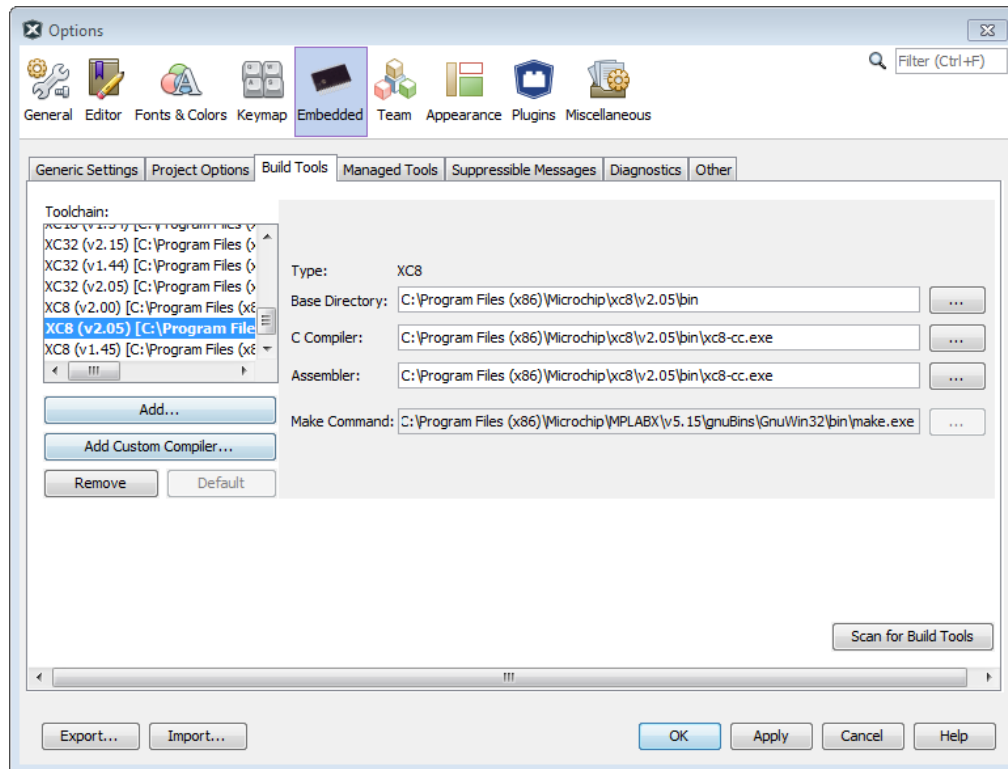 Options
Filter (Ctrl+F)
General Editor Fonts & Colors Keymap Embedded Team Appearance Plugins Miscellaneous
Generic Settings Project Options Build Tools Managed Tools Suppressible Messages Diagnostics Other
Toolchain:
XC32 (v2.15) [C:\Program Files (x
XC32 (v1.44) [C:\Program Files (x
XC32 (v2.05) [C:\Program Files (x
XC8 (v2.00) [C:\Program Files (x8
XC8 (v2.05) [C:\Program File
XC8 (v1.45) [C:\Program Files (x8
Add...
Add Custom Compiler...
Remove Default
Type: XC8
Base Directory: C:\Program Files (x86)\Microchip\xc8\v2.05\bin ...
C Compiler: C:\Program Files (x86)\Microchip\xc8\v2.05\bin\xc8-cc.exe ...
Assembler: C:\Program Files (x86)\Microchip\xc8\v2.05\bin\xc8-cc.exe ...
Make Command: C:\Program Files (x86)\Microchip\MPLABX\v5.15\gnuBins\GnuWin32\bin\make.exe ...
Scan for Build Tools
Export... Import... OK Apply Cancel Help